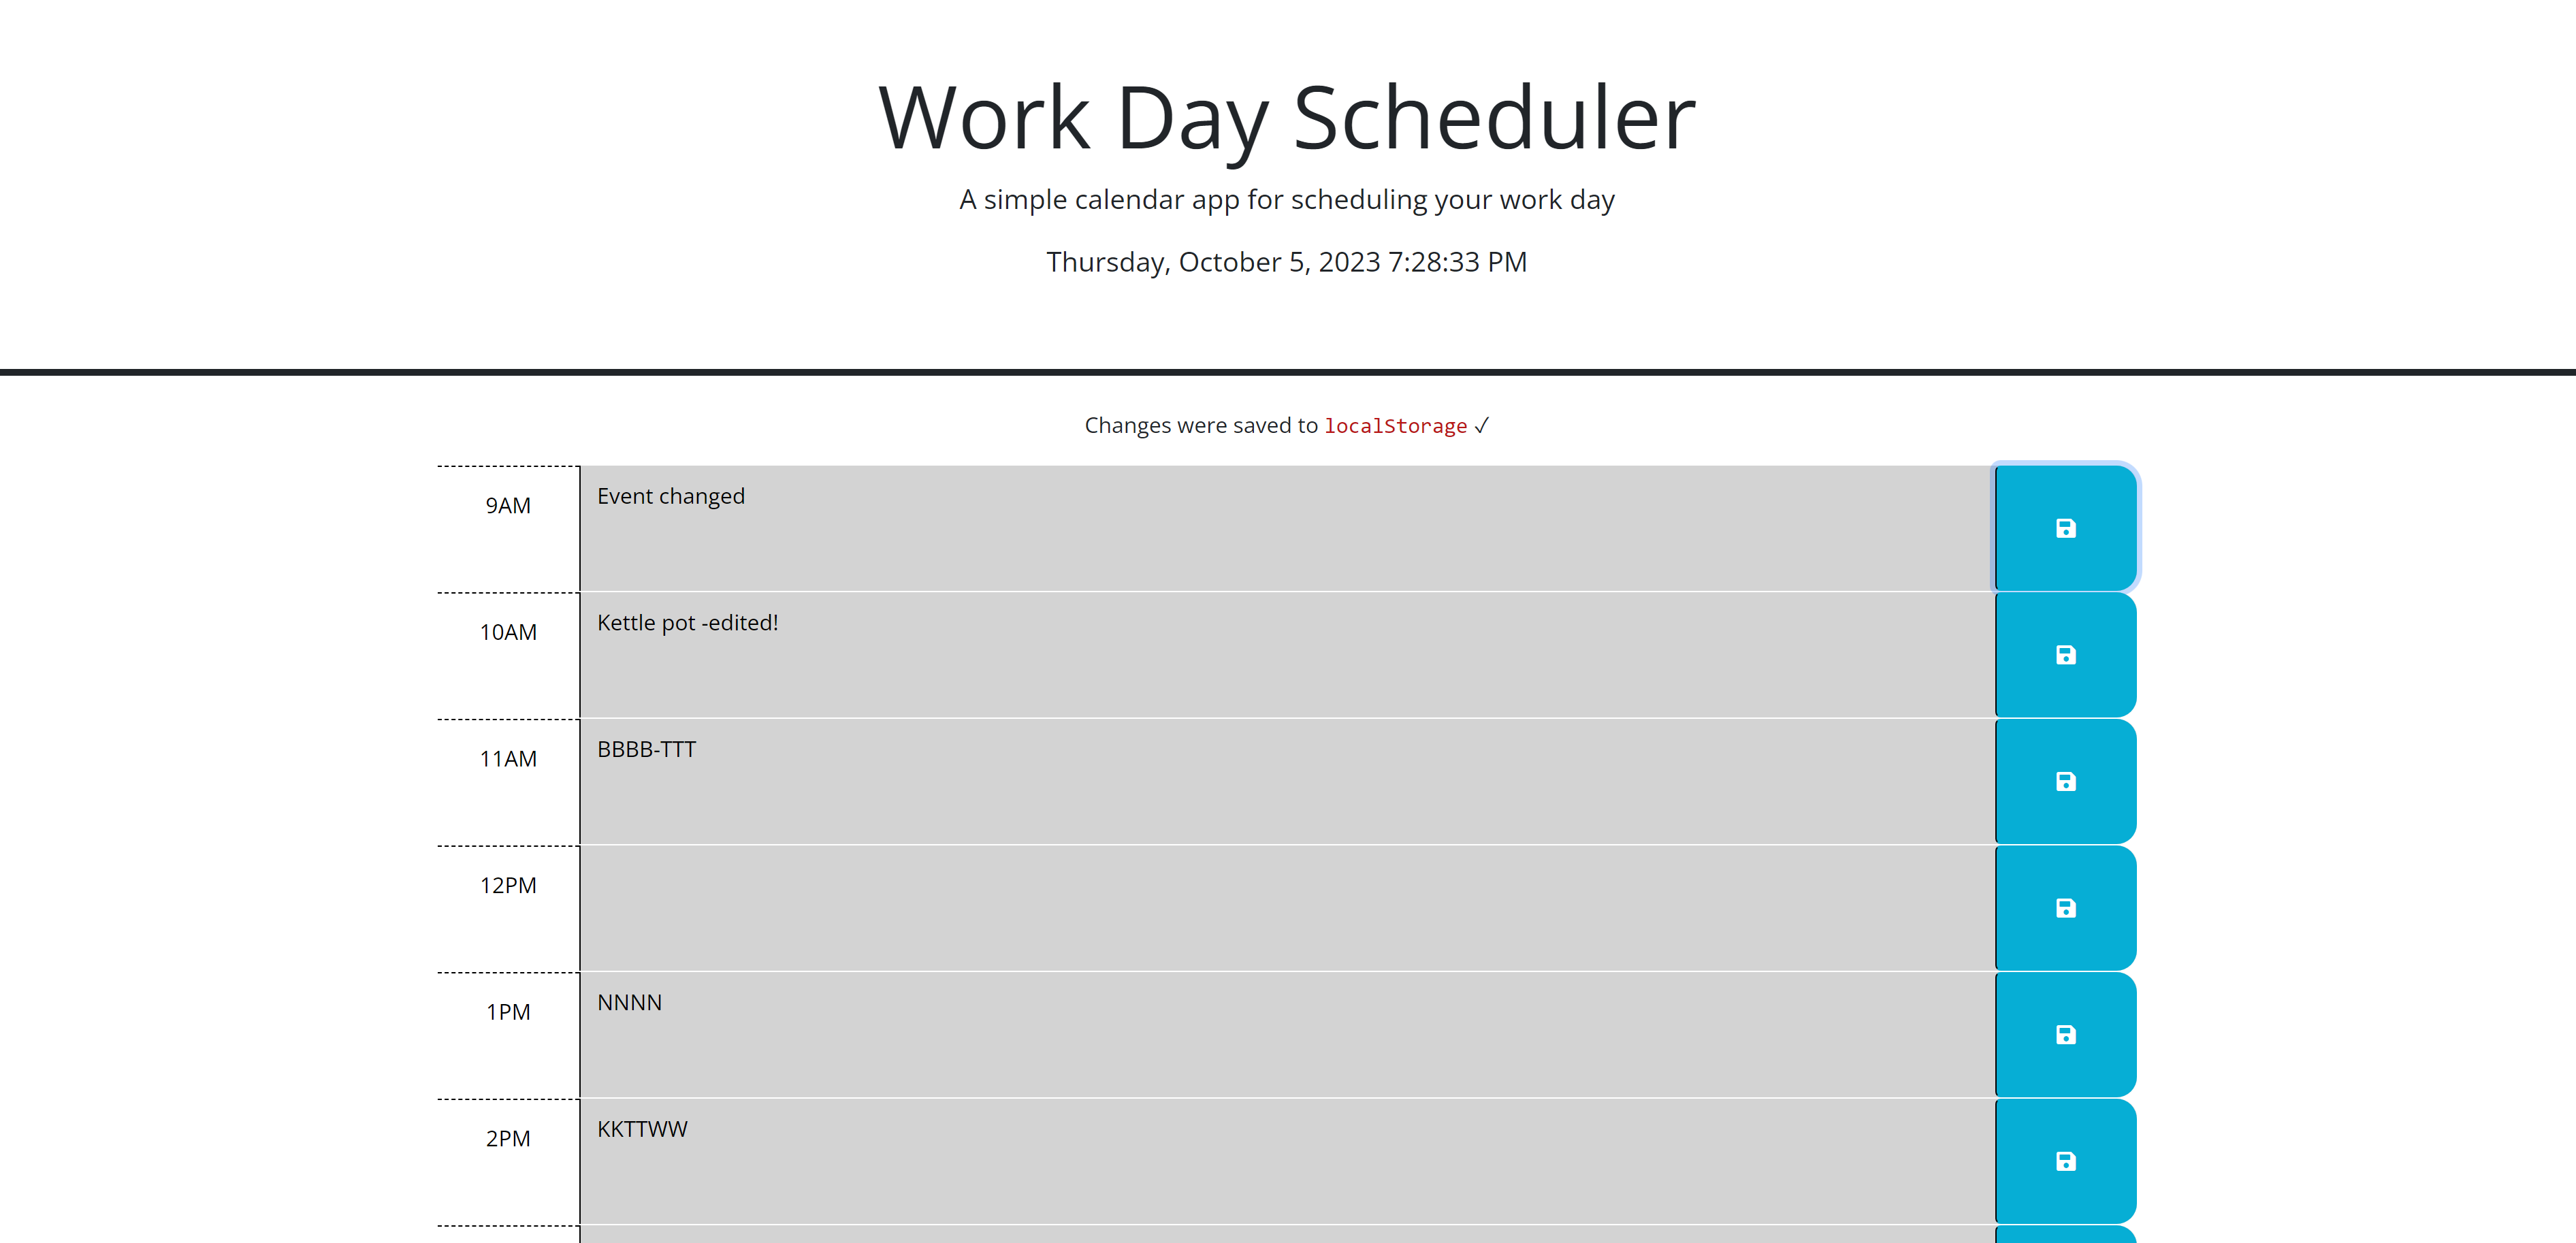 Work Day Scheduler
A simple calendar app for scheduling your work day
Thursday, October 5, 2023 7:28:33 PM
Changes were saved to localStorage ✓
9AM
Event changed
10AM
Kettle pot -edited!
11AM
BBBB-TTT
12PM
1PM
NNNN
2PM
KKTTWW